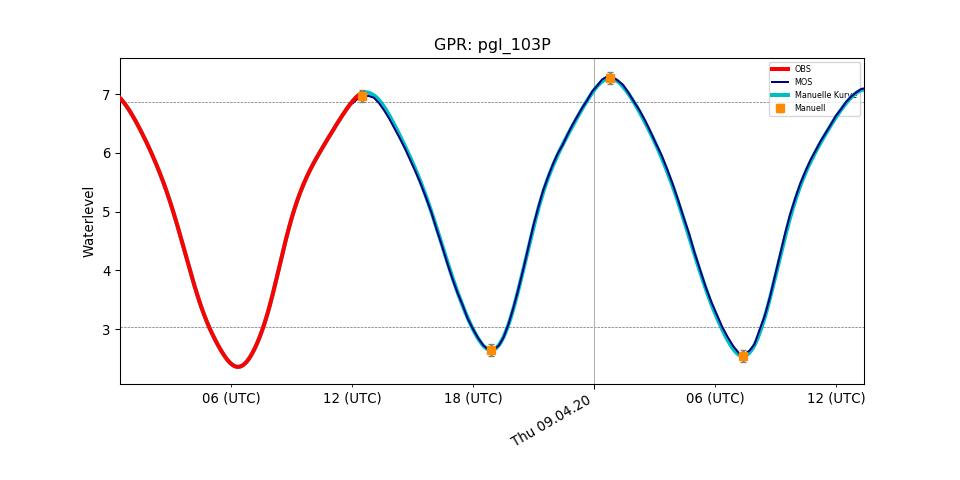 GPR: pgl_103P
OBS
MOS
Manuelle Kurve
Manuell
Waterlevel
7
6
5
4
3
06 (UTC)
12 (UTC)
18 (UTC)
Thu 09.04.20
06 (UTC)
12 (UTC)